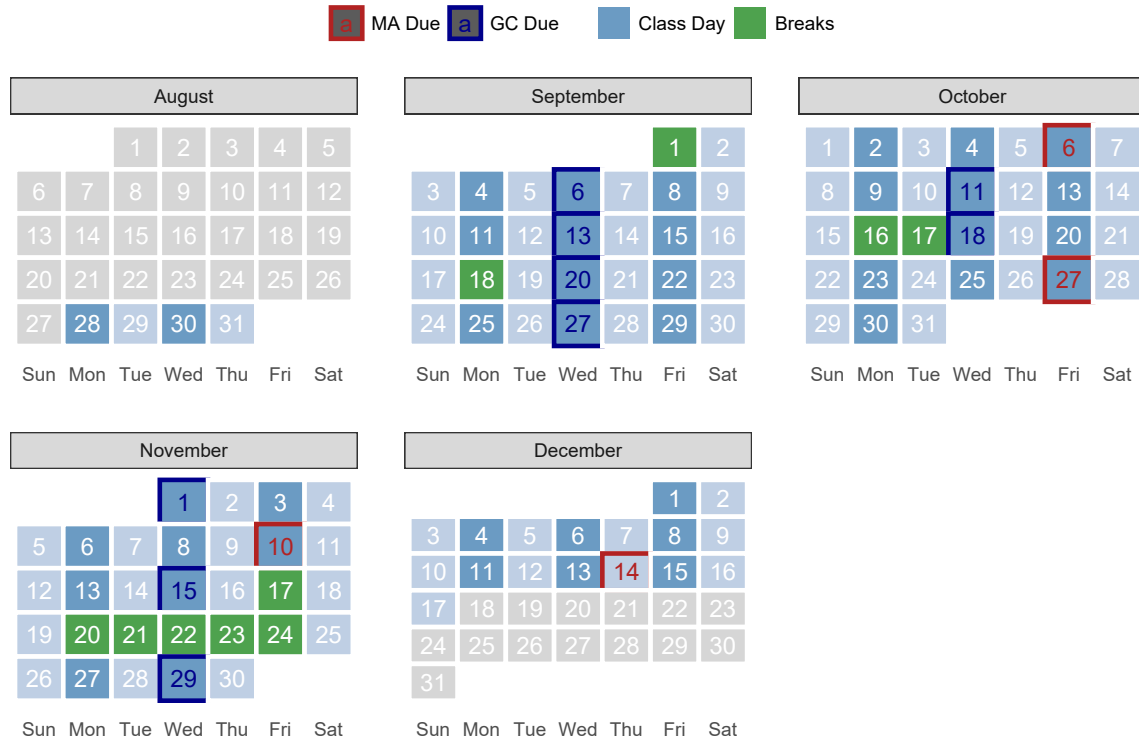 a MA Due a GC Due Class Day Breaks
August September October
1 2 3 4 5 1 2 1 2 3 4 5 6 7
6 7 8 9 10 11 12 3 4 5 6 7 8 9 8 9 10 11 12 13 14
13 14 15 16 17 18 19 10 11 12 13 14 15 16 15 16 17 18 19 20 21
20 21 22 23 24 25 26 17 18 19 20 21 22 23 22 23 24 25 26 27 28
27 28 29 30 31 24 25 26 27 28 29 30 29 30 31
Sun Mon Tue Wed Thu Fri Sat Sun Mon Tue Wed Thu Fri Sat Sun Mon Tue Wed Thu Fri Sat
November December
1 2 3 4 1 2
5 6 7 8 9 10 11 3 4 5 6 7 8 9
12 13 14 15 16 17 18 10 11 12 13 14 15 16
19 20 21 22 23 24 25 17 18 19 20 21 22 23
26 27 28 29 30 24 25 26 27 28 29 30
31
Sun Mon Tue Wed Thu Fri Sat Sun Mon Tue Wed Thu Fri Sat